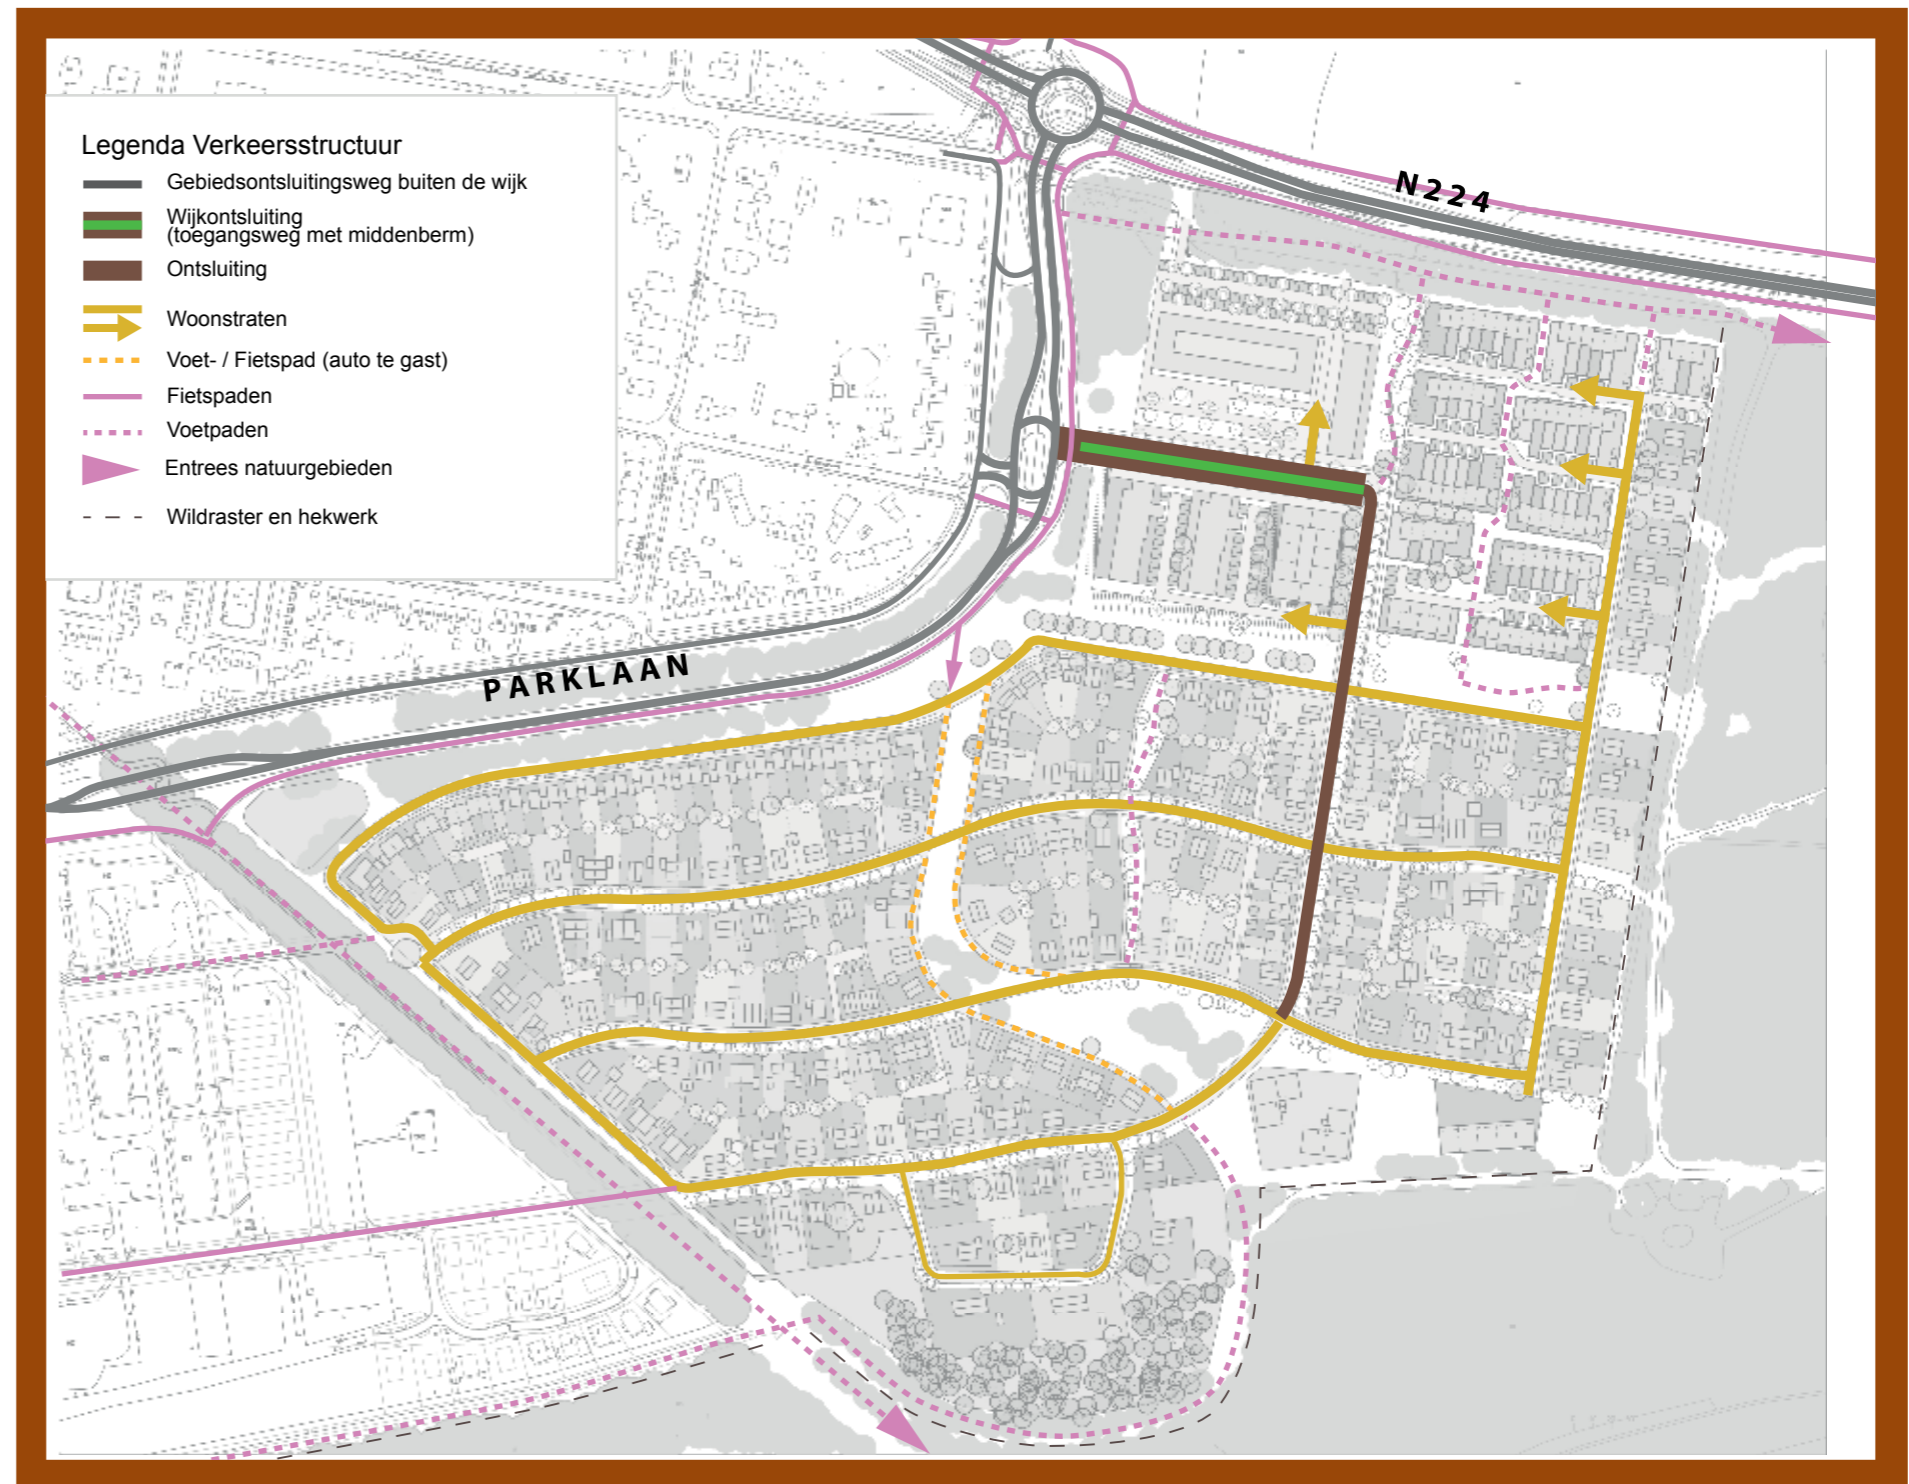 Legenda Verkeersstructuur
Gebiedsontsluitingsweg buiten de wijk
Wijkontsluiting
(toegangsweg met middenberm)
Ontsluiting
Woonstraten
Voet- / Fietspad (auto te gast)
Fietspaden
Voetpaden
Entrees natuurgebieden
Wildraster en hekwerk
N224
PARKLAAN